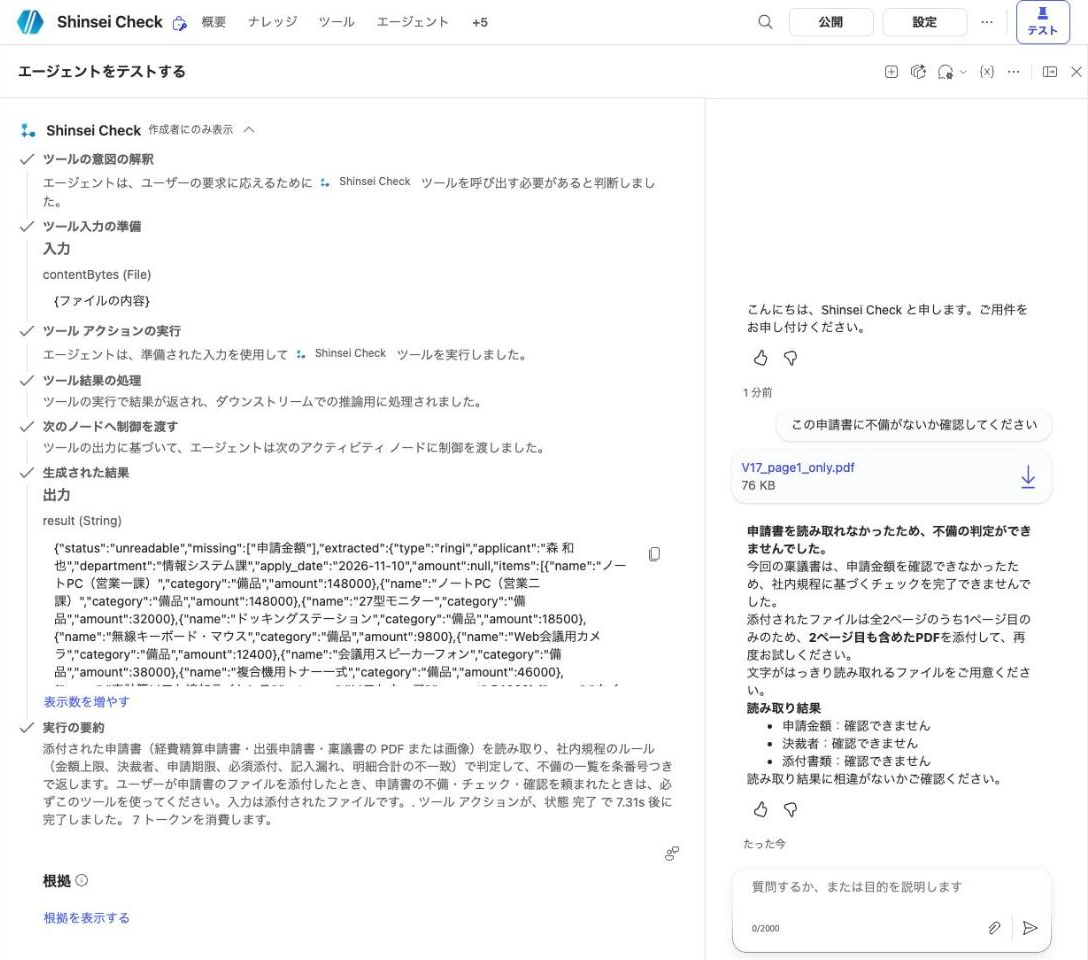 Shinsei Check 概要 ナレッジ ツール エージェント +5 公開 設定 … テスト
エージェントをテストする
Shinsei Check 作成者にのみ表示
ツールの意図の解釈
エージェントは、ユーザーの要求に応えるために Shinsei Check ツールを呼び出す必要があると判断しまし
た。
ツール入力の準備
入力
contentBytes (File)
{ファイルの内容}
ツール アクションの実行
エージェントは、準備された入力を使用して Shinsei Check ツールを実行しました。
ツール結果の処理
ツールの実行で結果が返され、ダウンストリームでの推論用に処理されました。
次のノードへ制御を渡す
ツールの出力に基づいて、エージェントは次のアクティビティ ノードに制御を渡しました。
生成された結果
出力
result (String)
{"status":"unreadable","missing":["申請金額"],"extracted":{"type":"ringi","applicant":"森 和
也","department":"情報システム課","apply_date":"2026-11-10","amount":null,"items":[{"name":"ノー
トPC（営業一課）","category":"備品","amount":148000},{"name":"ノートPC（営業二
課）","category":"備品","amount":148000},{"name":"27型モニター","category":"備
品","amount":32000},{"name":"ドッキングステーション","category":"備品","amount":18500},
{"name":"無線キーボード・マウス","category":"備品","amount":9800},{"name":"Web会議用カメ
ラ","category":"備品","amount":12400},{"name":"会議用スピーカーフォン","category":"備
品","amount":38000},{"name":"複合機用トナー一式","category":"備品","amount":46000},
表示数を増やす
実行の要約
添付された申請書（経費精算申請書・出張申請書・稟議書の PDF または画像）を読み取り、社内規程のルール
（金額上限、決裁者、申請期限、必須添付、記入漏れ、明細合計の不一致）で判定して、不備の一覧を条番号つき
で返します。ユーザーが申請書のファイルを添付したとき、申請書の不備・チェック・確認を頼まれたときは、必
ずこのツールを使ってください。入力は添付されたファイルです。. ツール アクションが、状態 完了 で 7.31s 後に
完了しました。 7 トークンを消費します。
根拠
根拠を表示する
こんにちは、Shinsei Check と申します。ご用件を
お申し付けください。
1 分前
この申請書に不備がないか確認してください
V17_page1_only.pdf
76 KB
申請書を読み取れなかったため、不備の判定ができ
ませんでした。
今回の稟議書は、申請金額を確認できなかったた
め、社内規程に基づくチェックを完了できませんで
した。
添付されたファイルは全2ページのうち1ページ目
のみのため、2ページ目も含めたPDFを添付して、再
度お試しください。
文字がはっきり読み取れるファイルをご用意くださ
い。
読み取り結果
• 申請金額：確認できません
• 決裁者：確認できません
• 添付書類：確認できません
読み取り結果に相違がないかご確認ください。
たった今
質問するか、または目的を説明します
0/2000